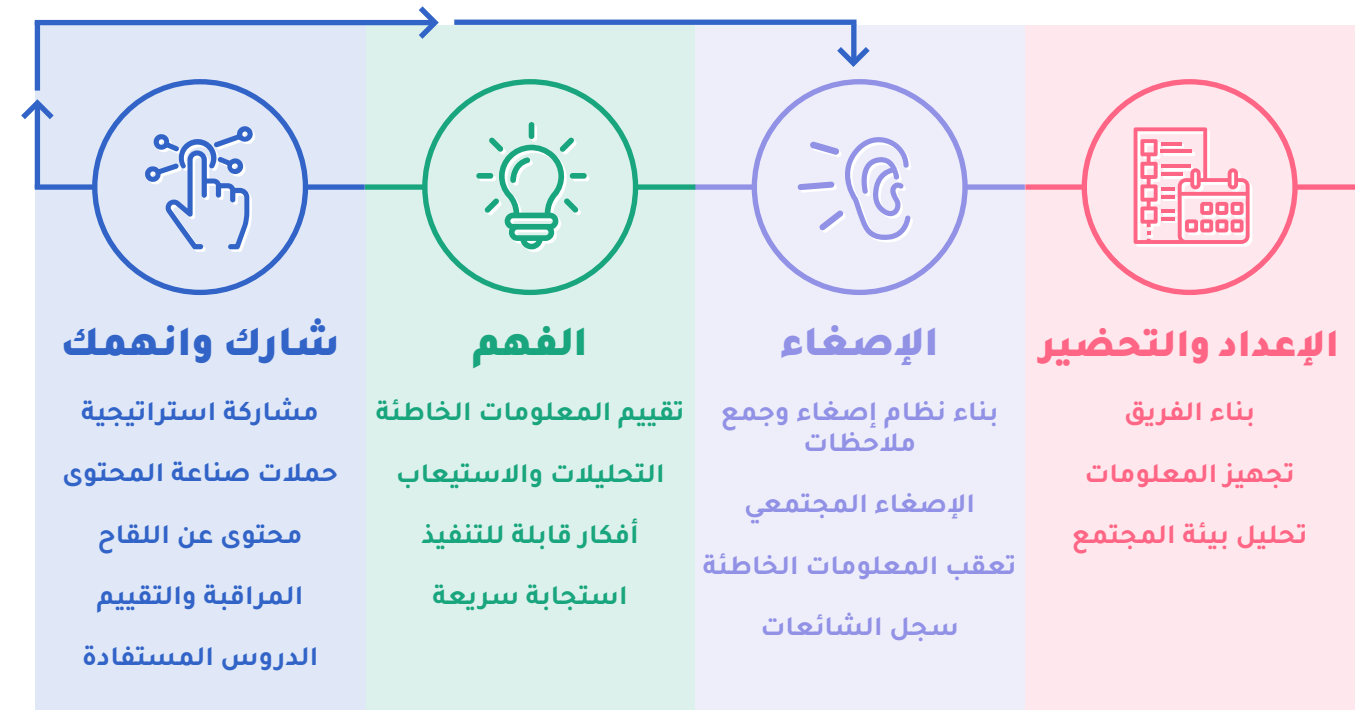 الإعداد والتحضير
بناء الفريق
تجهيز المعلومات
تحليل بيئة المجتمع
الإصغاء
بناء نظام إصغاء وجمع
ملاحظات
الإصغاء المجتمعي
تعقب المعلومات الخاطئة
سجل الشائعات
الفهم
تقييم المعلومات الخاطئة
التحليلات والاستيعاب
أفكار قابلة للتنفيذ
استجابة سريعة
شارك وانهمك
مشاركة استراتيجية
حملات صناعة المحتوى
محتوى عن اللقاح
المراقبة والتقييم
الدروس المستفادة